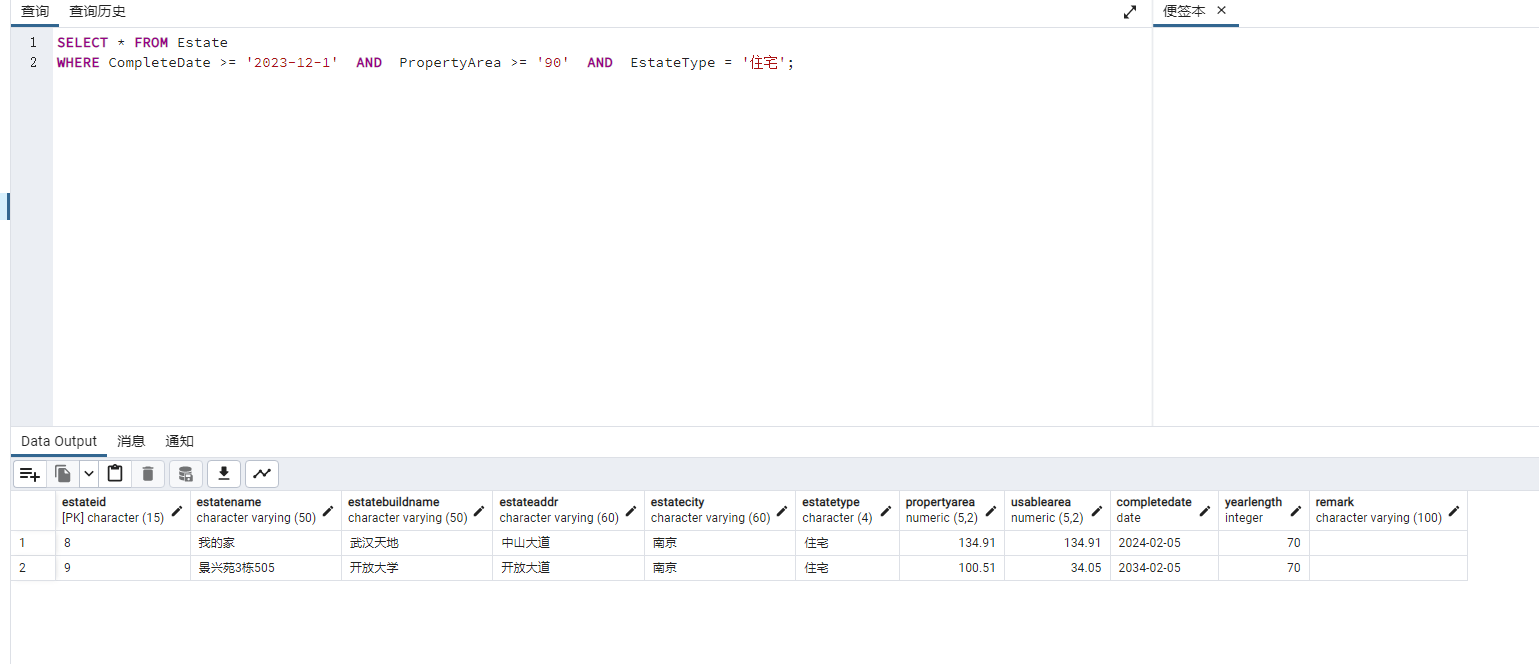 查询 查询历史 便签本 ×
1 SELECT * FROM Estate
2 WHERE CompleteDate >= '2023-12-1'  AND  PropertyArea >= '90'  AND  EstateType = '住宅';
Data Output 消息 通知
estateid estatename estatebuildname estateaddr estatecity estatetype propertyarea usablearea completedate yearlength remark
[PK] character (15) character varying (50) character varying (50) character varying (60) character varying (60) character (4) numeric (5,2) numeric (5,2) date integer character varying (100)
1 8 我的家 武汉天地 中山大道 南京 住宅 134.91 134.91 2024-02-05 70
2 9 景兴苑3栋505 开放大学 开放大道 南京 住宅 100.51 34.05 2034-02-05 70